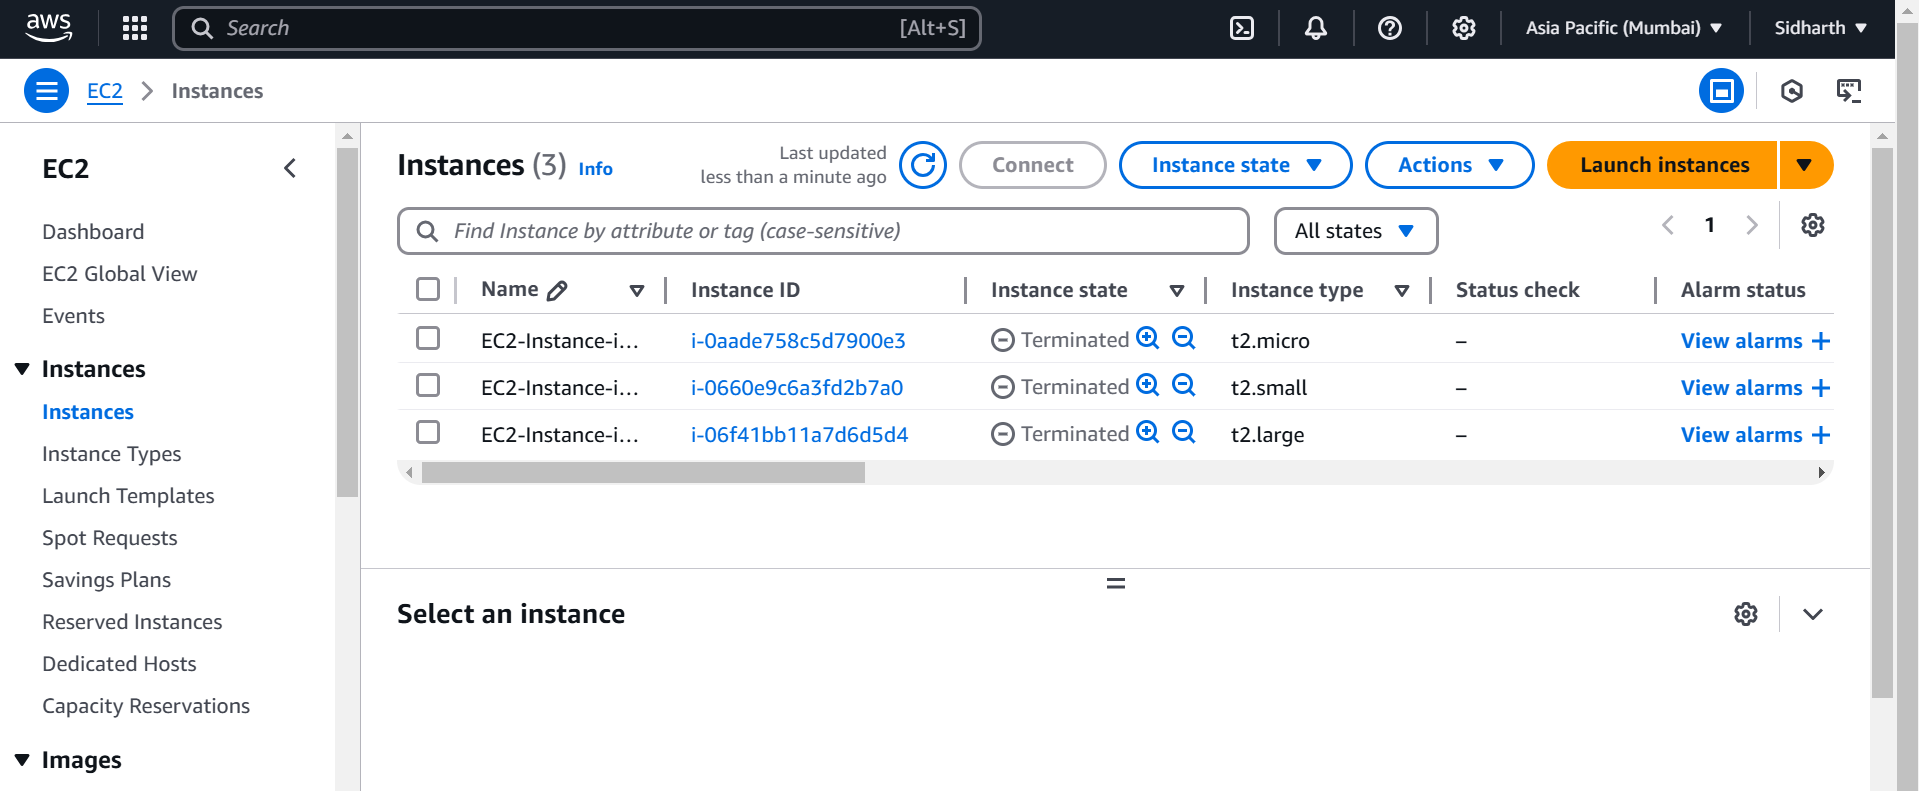 aws Search [Alt+S] Asia Pacific (Mumbai) Sidharth
EC2 Instances
EC2
Dashboard
EC2 Global View
Events
Instances
Instances
Instance Types
Launch Templates
Spot Requests
Savings Plans
Reserved Instances
Dedicated Hosts
Capacity Reservations
Images
Instances (3) Info
Last updated
less than a minute ago
Connect Instance state Actions Launch instances
Find Instance by attribute or tag (case-sensitive) All states 1
Name Instance ID Instance state Instance type Status check Alarm status
EC2-Instance-i... i-0aade758c5d7900e3 Terminated t2.micro – View alarms +
EC2-Instance-i... i-0660e9c6a3fd2b7a0 Terminated t2.small – View alarms +
EC2-Instance-i... i-06f41bb11a7d6d5d4 Terminated t2.large – View alarms +
Select an instance